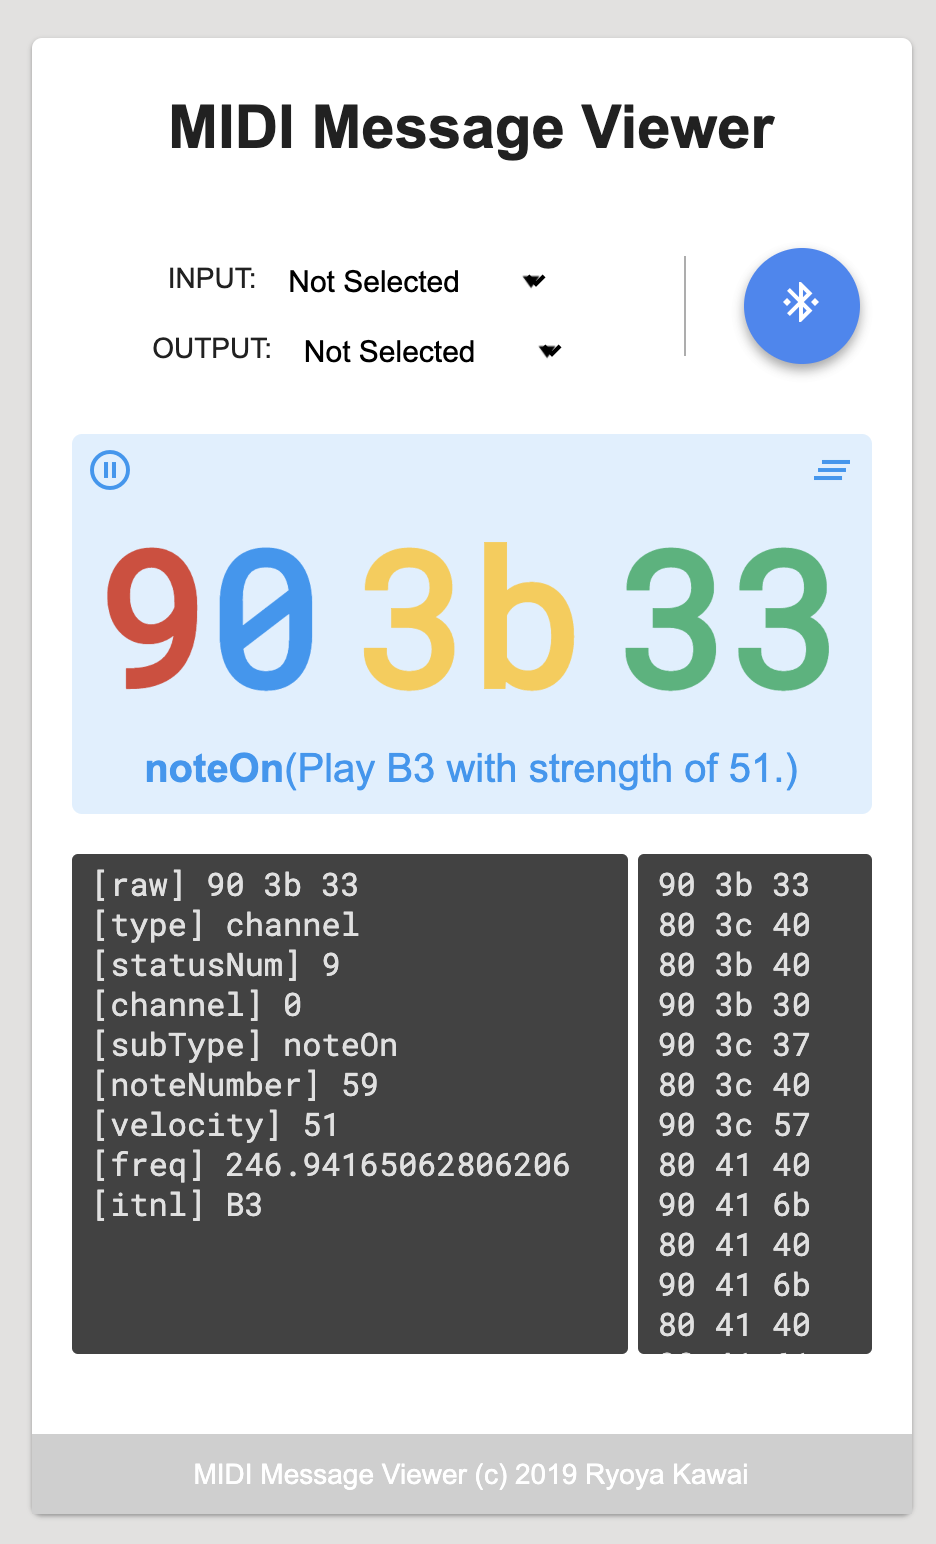 MIDI Message Viewer
INPUT: Not Selected
OUTPUT: Not Selected
90 3b 33
noteOn(Play B3 with strength of 51.)
[raw] 90 3b 33
[type] channel
[statusNum] 9
[channel] 0
[subType] noteOn
[noteNumber] 59
[velocity] 51
[freq] 246.94165062806206
[itnl] B3
90 3b 33
80 3c 40
80 3b 40
90 3b 30
90 3c 37
80 3c 40
90 3c 57
80 41 40
90 41 6b
80 41 40
90 41 6b
80 41 40
MIDI Message Viewer (c) 2019 Ryoya Kawai